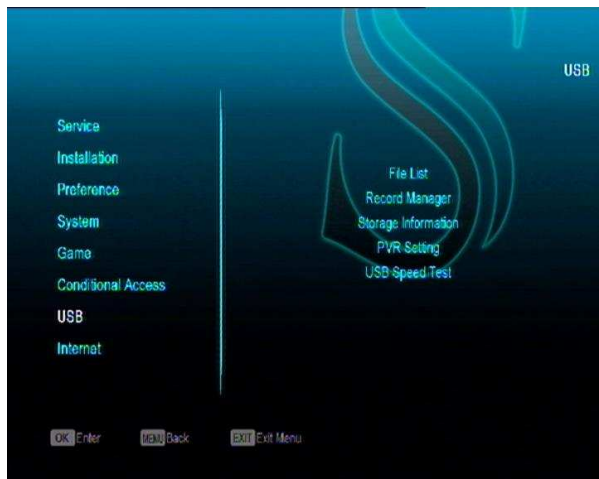 USB
Service
Installation
Preference
System
Game
Conditional Access
USB
Internet
File List
Record Manager
Storage Information
PVR Setting
USB Speed Test
OK Enter MENU Back EXIT Exit Menu